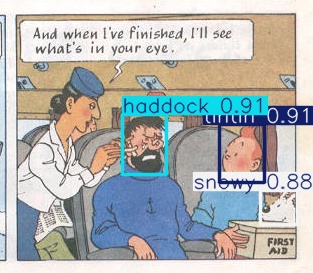 And when I've finished, I'll see
what's in your eye.
haddock 0.91
tintin 0.91
snowy 0.88
FIRST
AID